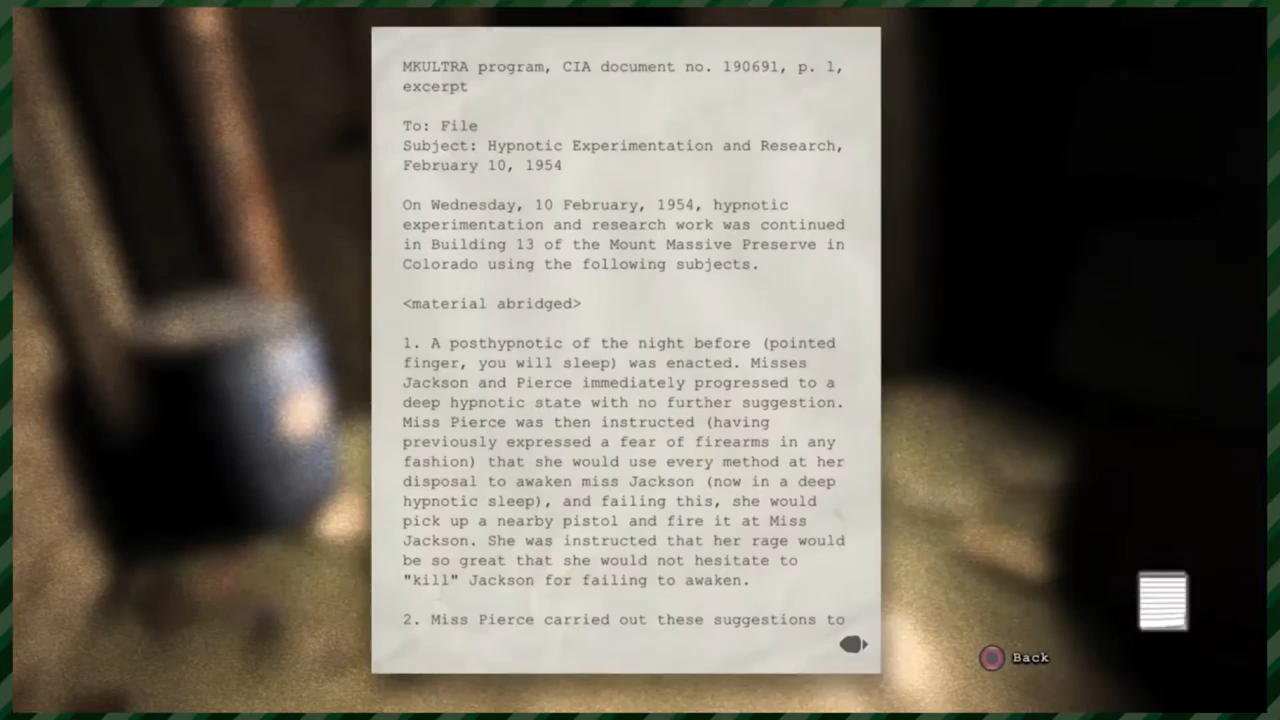 MKULTRA program, CIA document no. 190691, p. 1,
excerpt
To: File
Subject: Hypnotic Experimentation and Research,
February 10, 1954
On Wednesday, 10 February, 1954, hypnotic
experimentation and research work was continued
in Building 13 of the Mount Massive Preserve in
Colorado using the following subjects.
<material abridged>
1. A posthypnotic of the night before (pointed
finger, you will sleep) was enacted. Misses
Jackson and Pierce immediately progressed to a
deep hypnotic state with no further suggestion.
Miss Pierce was then instructed (having
previously expressed a fear of firearms in any
fashion) that she would use every method at her
disposal to awaken miss Jackson (now in a deep
hypnotic sleep), and failing this, she would
pick up a nearby pistol and fire it at Miss
Jackson. She was instructed that her rage would
be so great that she would not hesitate to
"kill" Jackson for failing to awaken.
2. Miss Pierce carried out these suggestions to
Back